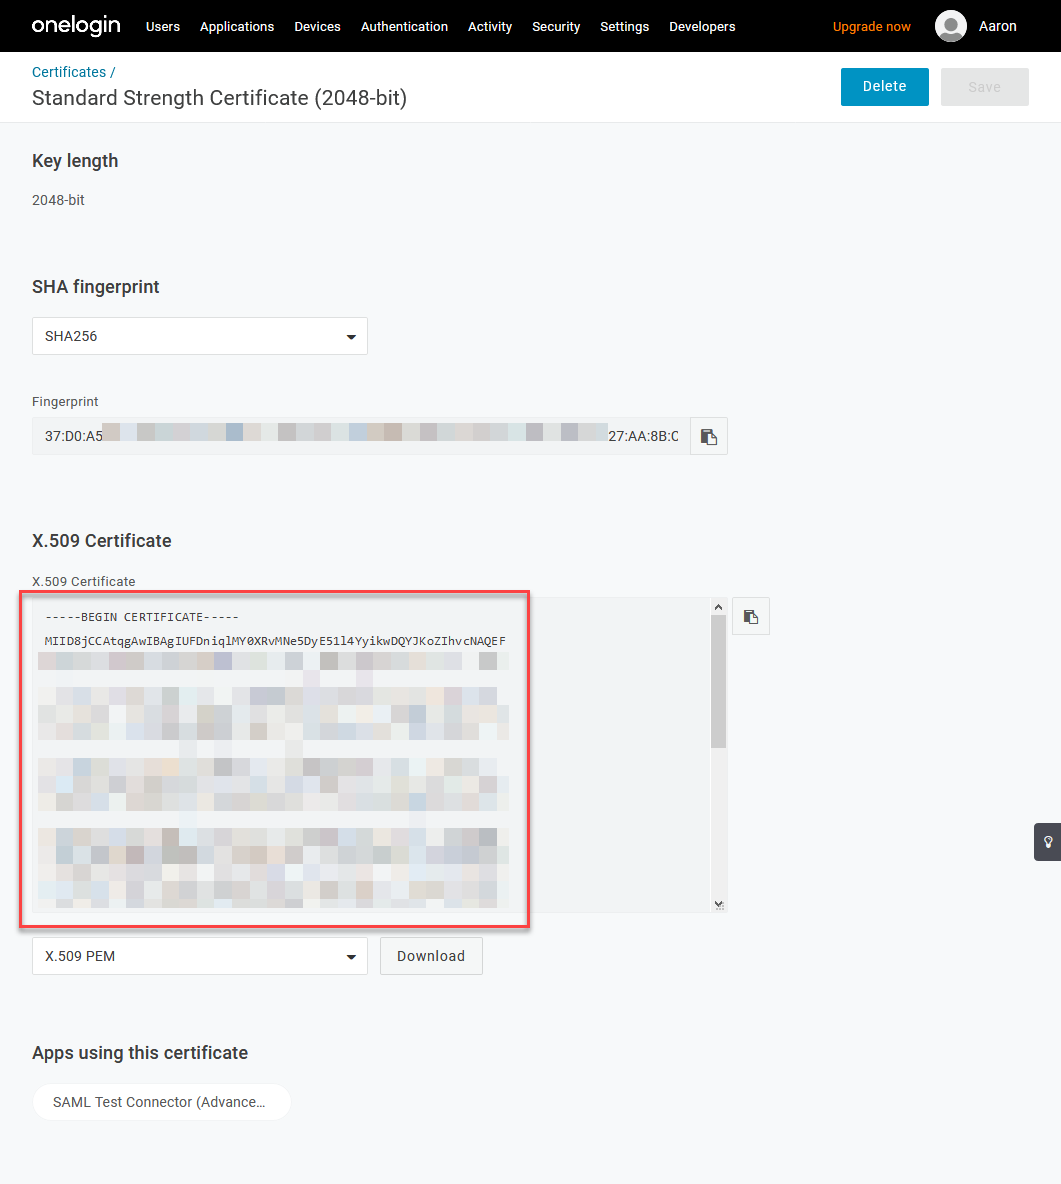 onelogin Users Applications Devices Authentication Activity Security Settings Developers Upgrade now Aaron
Certificates /
Standard Strength Certificate (2048-bit)
Delete Save
Key length
2048-bit
SHA fingerprint
SHA256
Fingerprint
37:D0:A5 27:AA:8B:C
X.509 Certificate
X.509 Certificate
-----BEGIN CERTIFICATE-----
MIID8jCCAtqgAwIBAgIUFDniqlMY0XRvMNe5DyE51l4YyikwDQYJKoZIhvcNAQEF
X.509 PEM Download
Apps using this certificate
SAML Test Connector (Advance...